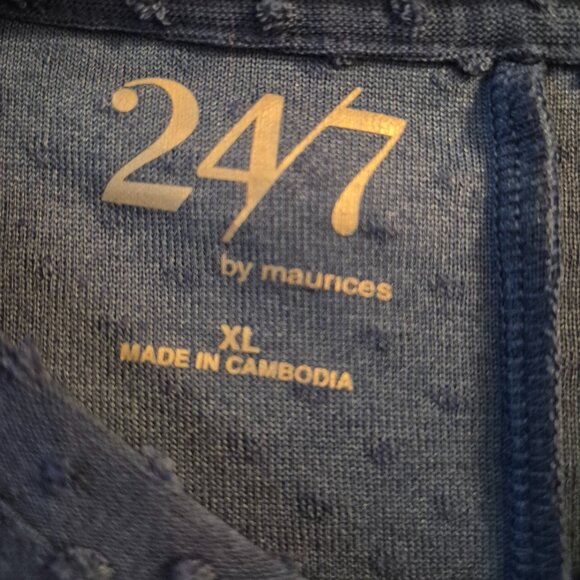 24/7
by maurices
XL
MADE IN CAMBODIA